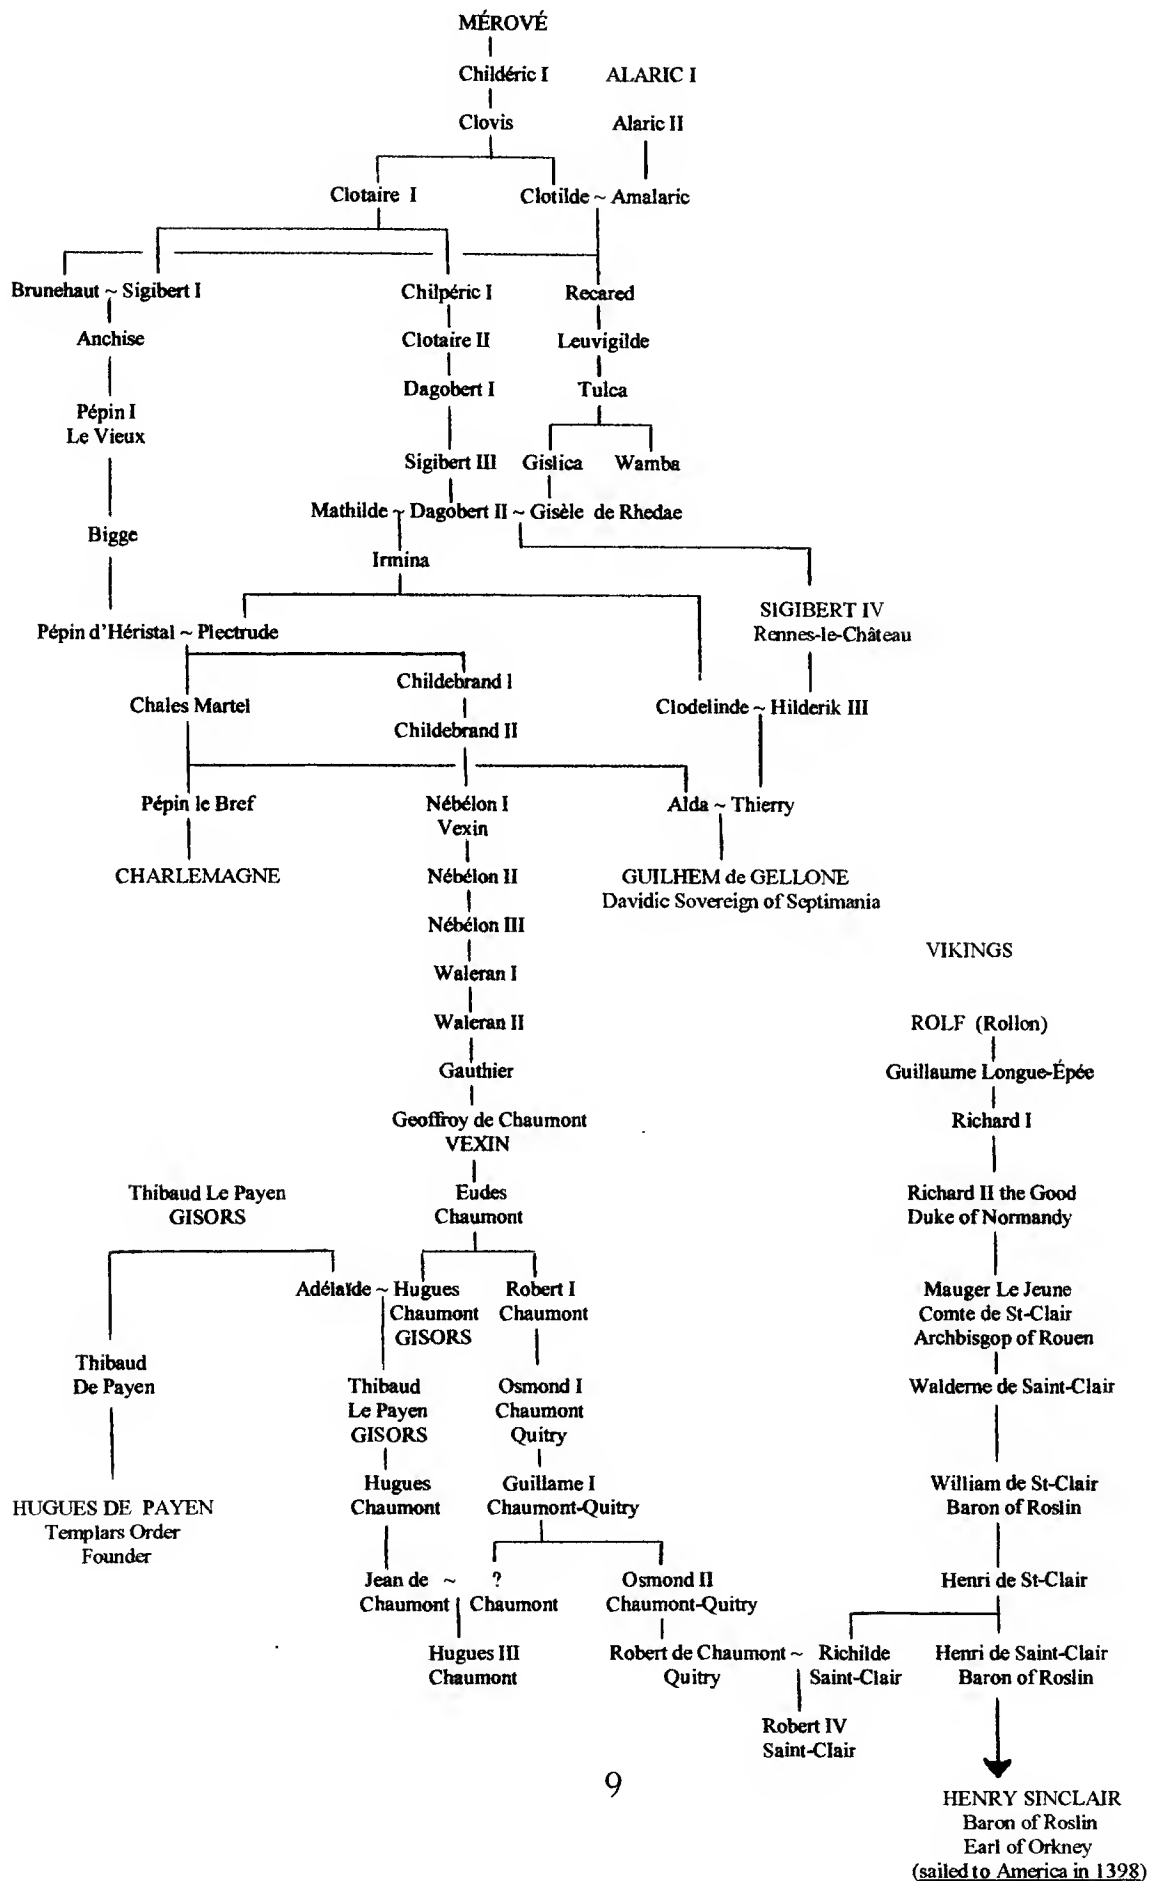 MÉROVÉ
Childéric I ALARIC I
Clovis Alaric II
Clotaire I Clotilde ~ Amalaric
Brunehaut ~ Sigibert I Chilpéric I Recared
Anchise Clotaire II Leuvigilde
Dagobert I Tulca
Pépin I
Le Vieux
Sigibert III Gislica Wamba
Mathilde ~ Dagobert II ~ Gisèle de Rhedae
Bigge
Irmina
SIGIBERT IV
Rennes-le-Château
Pépin d'Héristal ~ Plectrude
Childebrand I
Chales Martel Clodelinde ~ Hilderik III
Childebrand II
Pépin le Bref Nébélon I Alda ~ Thierry
Vexin
CHARLEMAGNE Nébélon II GUILHEM de GELLONE
Davidic Sovereign of Septimania
Nébélon III
VIKINGS
Waleran I
Waleran II ROLF (Rollon)
Gauthier Guillaume Longue-Épée
Geoffroy de Chaumont Richard I
VEXIN
Thibaud Le Payen Eudes Richard II the Good
GISORS Chaumont Duke of Normandy
Adélaïde ~ Hugues Robert I Mauger Le Jeune
Chaumont Chaumont Comte de St-Clair
GISORS Archbisgop of Rouen
Thibaud
De Payen
Thibaud Osmond I Walderne de Saint-Clair
Le Payen Chaumont
GISORS Quitry
Hugues Guillame I William de St-Clair
Chaumont Chaumont-Quitry Baron of Roslin
HUGUES DE PAYEN
Templars Order
Founder
Jean de ~ ? Osmond II Henri de St-Clair
Chaumont Chaumont Chaumont-Quitry
Hugues III Robert de Chaumont ~ Richilde Henri de Saint-Clair
Chaumont Quitry Saint-Clair Baron of Roslin
Robert IV
Saint-Clair
9
HENRY SINCLAIR
Baron of Roslin
Earl of Orkney
(sailed to America in 1398)